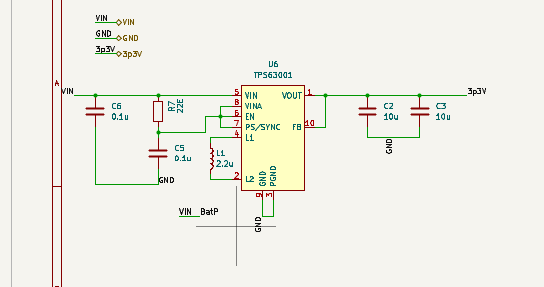 VIN VIN
GND GND
3p3V 3p3V
A
U6
TPS63001
VIN
5 VIN VOUT 1
3p3V
8 VINA
6 EN
7 PS/SYNC FB 10
4 L1
2 L2
GND PGND
9 3
C6
0.1u
R7
22E
C5
0.1u
GND
L1
2.2u
C2
10u
C3
10u
GND
VIN BatP
GND